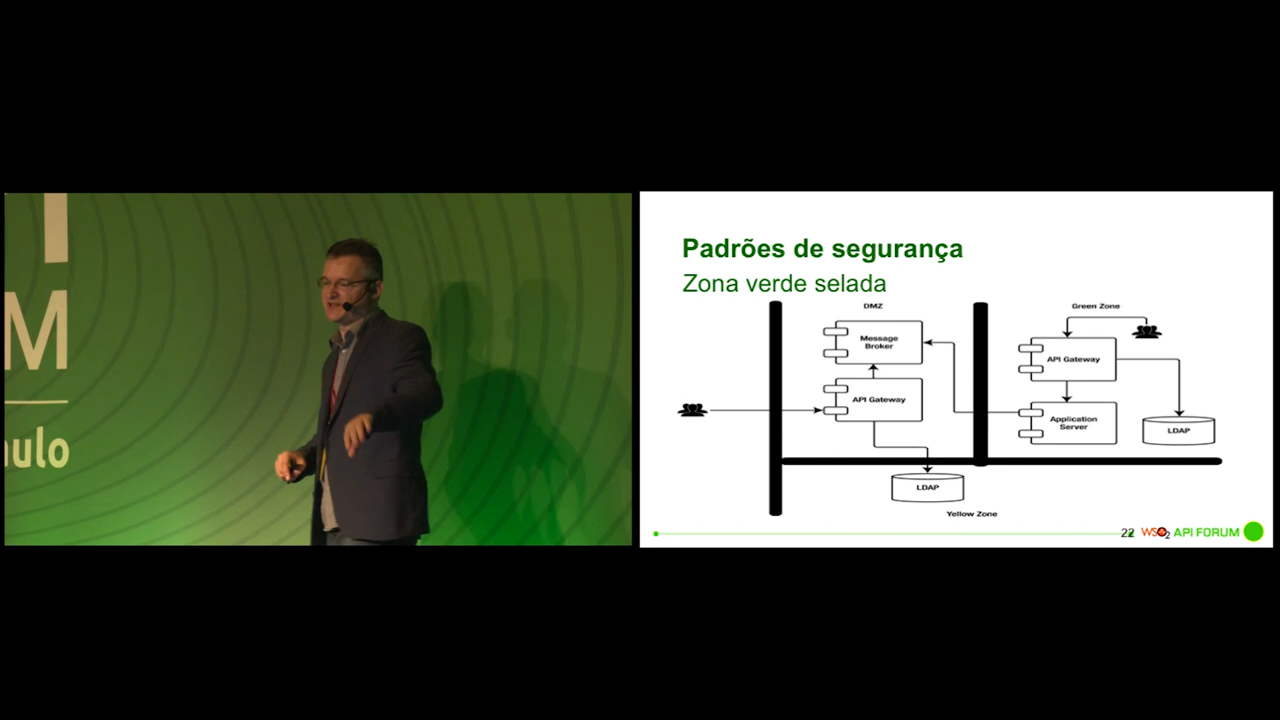 I
M
aulo
Padrões de segurança
Zona verde selada
DMZ
Green Zone
Message
Broker
API Gateway
API Gateway
Application
Server
LDAP
LDAP
Yellow Zone
22 WSO2 API FORUM